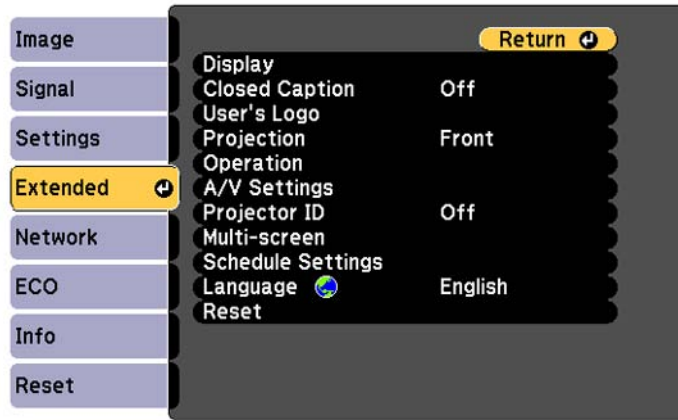 Image
Signal
Settings
Extended
Network
ECO
Info
Reset
Return
Display
Closed Caption Off
User's Logo
Projection Front
Operation
A/V Settings
Projector ID Off
Multi-screen
Schedule Settings
Language English
Reset